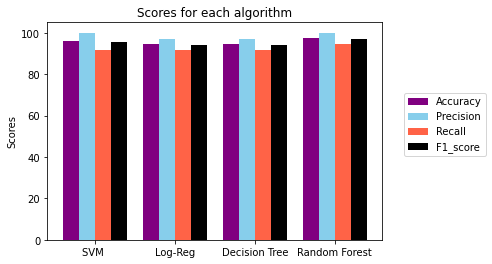 Scores for each algorithm
Scores
100
80
60
40
20
0
SVM
Log-Reg
Decision Tree
Random Forest
Accuracy
Precision
Recall
F1_score